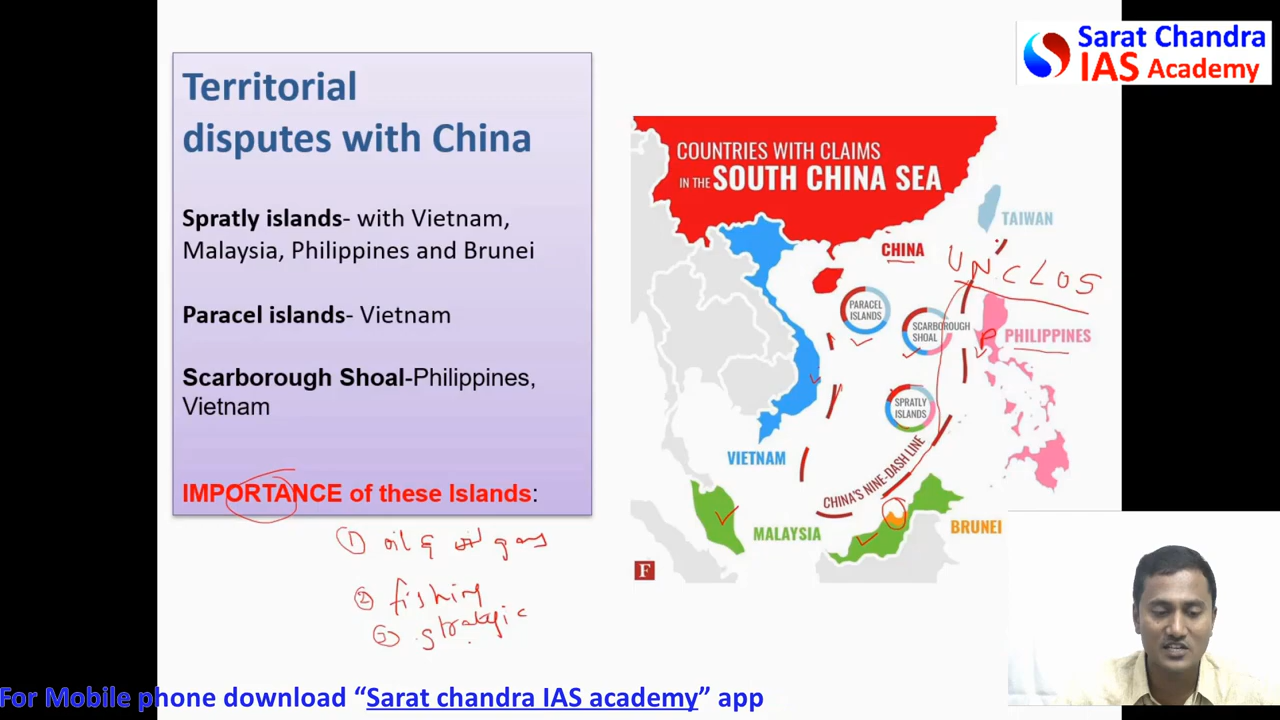 Sarat Chandra
IAS Academy
Territorial
disputes with China
Spratly islands- with Vietnam,
Malaysia, Philippines and Brunei
Paracel islands- Vietnam
Scarborough Shoal-Philippines,
Vietnam
IMPORTANCE of these Islands:
① oil & gas
② fishing
③ strategic
COUNTRIES WITH CLAIMS
IN THE SOUTH CHINA SEA
TAIWAN
CHINA
UNCLOS
PARACEL
ISLANDS
SCARBOROUGH
SHOAL
PHILIPPINES
SPRATLY
ISLANDS
VIETNAM
CHINA'S NINE-DASH LINE
MALAYSIA
BRUNEI
F
For Mobile phone download “Sarat chandra IAS academy” app